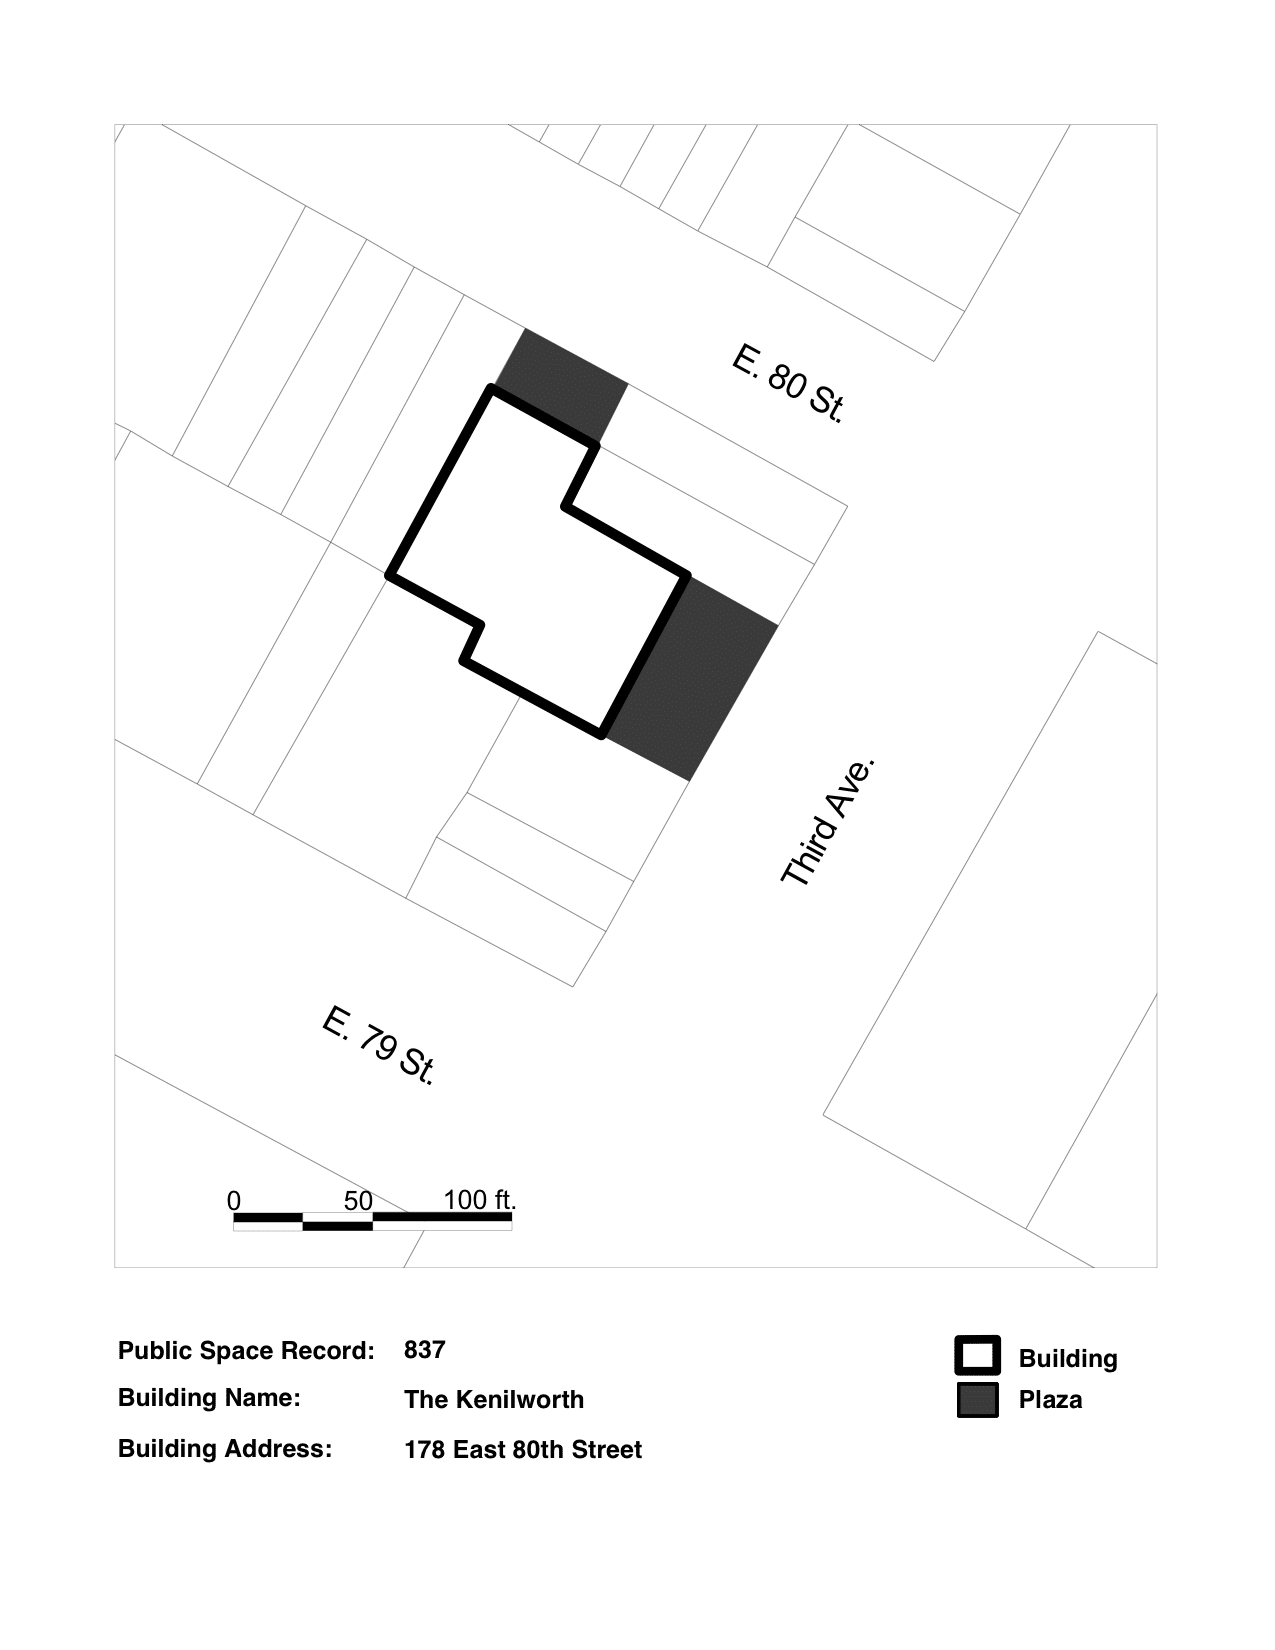 E. 80 St.
Third Ave.
E. 79 St.
0 50 100 ft.
Public Space Record: 837
Building Name: The Kenilworth
Building Address: 178 East 80th Street
Building
Plaza